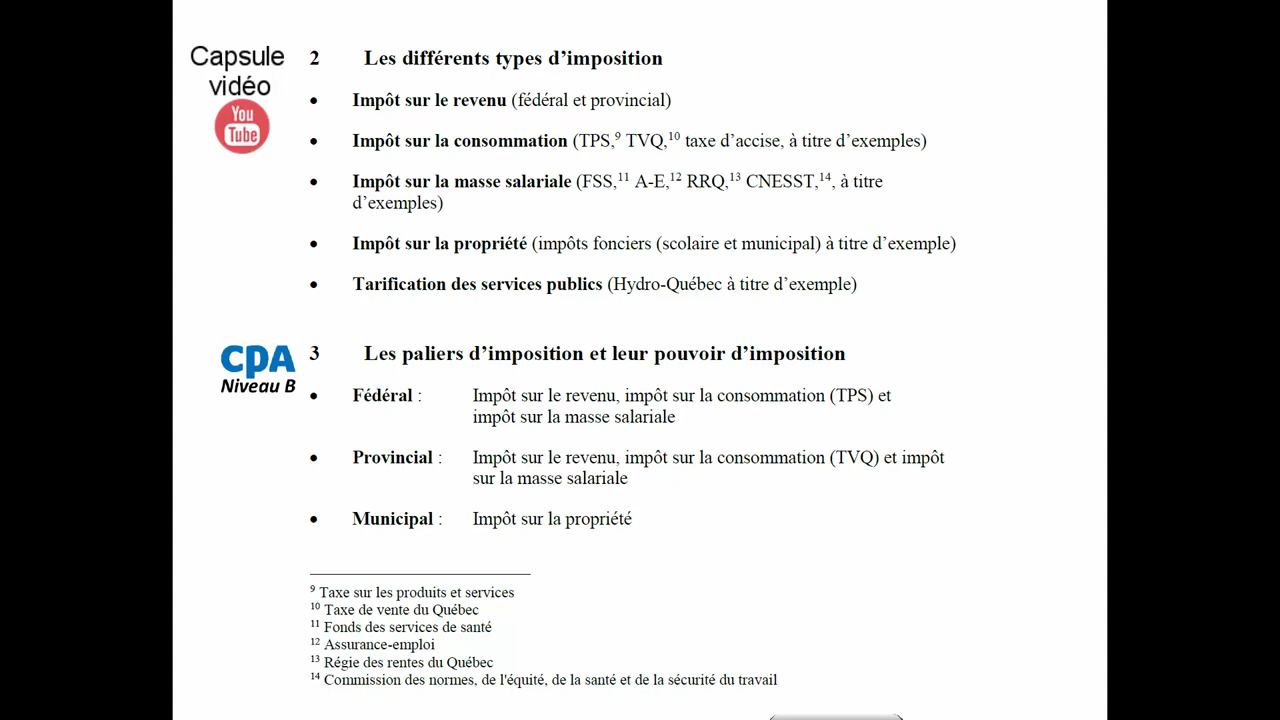 Capsule
vidéo
You
Tube
2 Les différents types d’imposition
• Impôt sur le revenu (fédéral et provincial)
• Impôt sur la consommation (TPS,⁹ TVQ,¹⁰ taxe d’accise, à titre d’exemples)
• Impôt sur la masse salariale (FSS,¹¹ A-E,¹² RRQ,¹³ CNESST,¹⁴, à titre
d’exemples)
• Impôt sur la propriété (impôts fonciers (scolaire et municipal) à titre d’exemple)
• Tarification des services publics (Hydro-Québec à titre d’exemple)
CPA
Niveau B
3 Les paliers d’imposition et leur pouvoir d’imposition
• Fédéral : Impôt sur le revenu, impôt sur la consommation (TPS) et
impôt sur la masse salariale
• Provincial : Impôt sur le revenu, impôt sur la consommation (TVQ) et impôt
sur la masse salariale
• Municipal : Impôt sur la propriété
⁹ Taxe sur les produits et services
¹⁰ Taxe de vente du Québec
¹¹ Fonds des services de santé
¹² Assurance-emploi
¹³ Régie des rentes du Québec
¹⁴ Commission des normes, de l'équité, de la santé et de la sécurité du travail